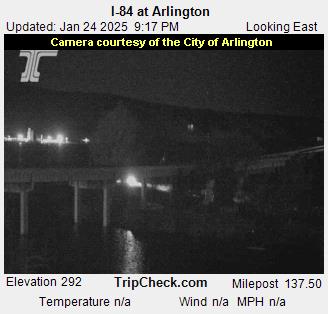 I-84 at Arlington
Updated: Jan 24 2025 9:17 PM Looking East
Camera courtesy of the City of Arlington
Elevation 292 TripCheck.com Milepost 137.50
Temperature n/a Wind n/a MPH n/a